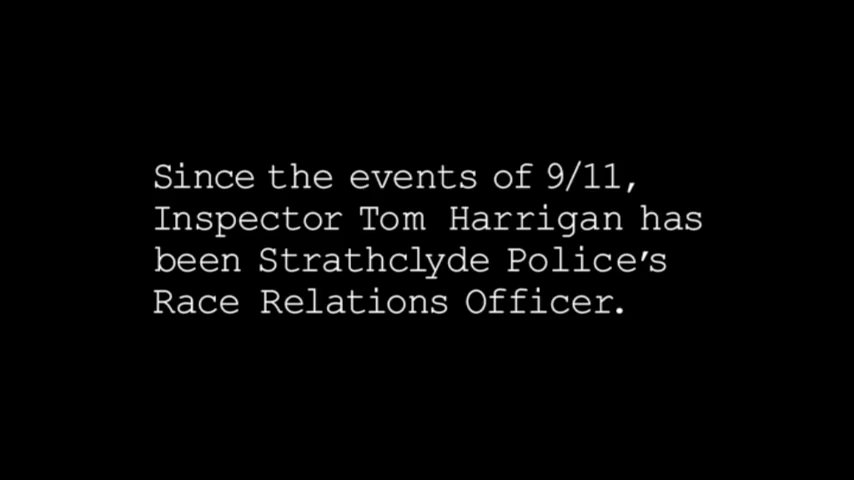 Since the events of 9/11,
Inspector Tom Harrigan has
been Strathclyde Police's
Race Relations Officer.